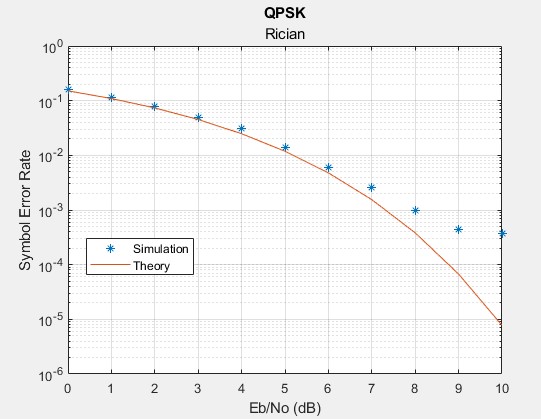 QPSK
Rician
10^0
10^-1
10^-2
10^-3
10^-4
10^-5
10^-6
Symbol Error Rate
Simulation
Theory
0 1 2 3 4 5 6 7 8 9 10
Eb/No (dB)